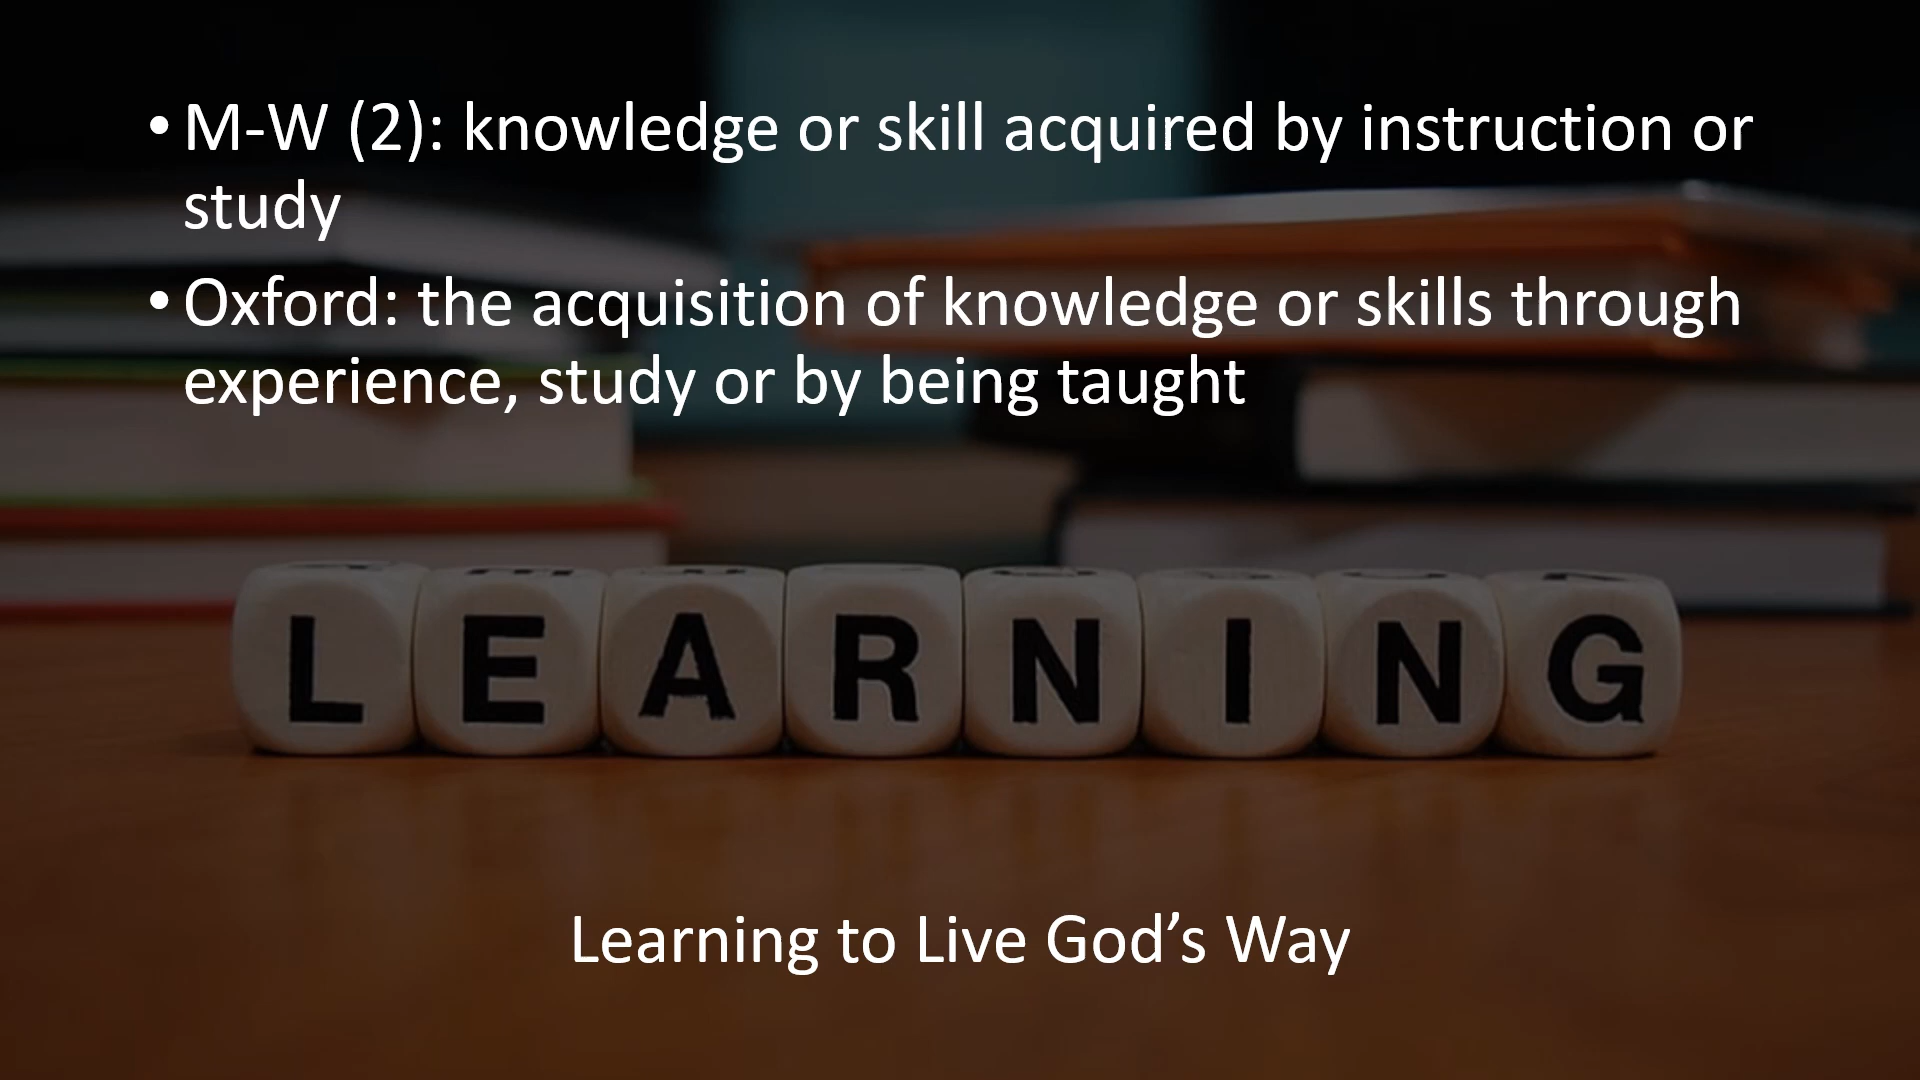 • M-W (2): knowledge or skill acquired by instruction or
study
• Oxford: the acquisition of knowledge or skills through
experience, study or by being taught
LEARNING
Learning to Live God’s Way